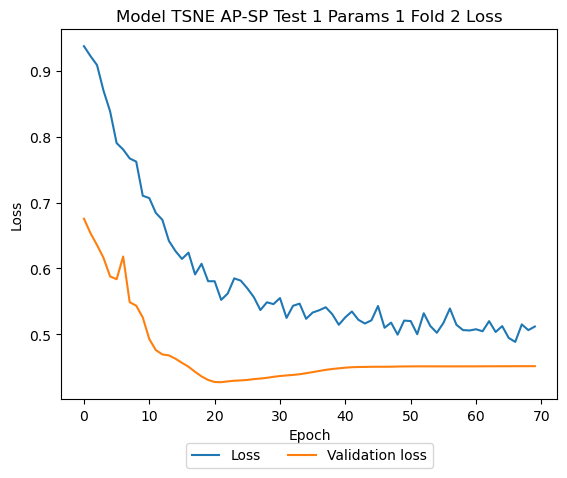 Model TSNE AP-SP Test 1 Params 1 Fold 2 Loss
0.9
0.8
0.7
0.6
0.5
Loss
0 10 20 30 40 50 60 70
Epoch
Loss Validation loss